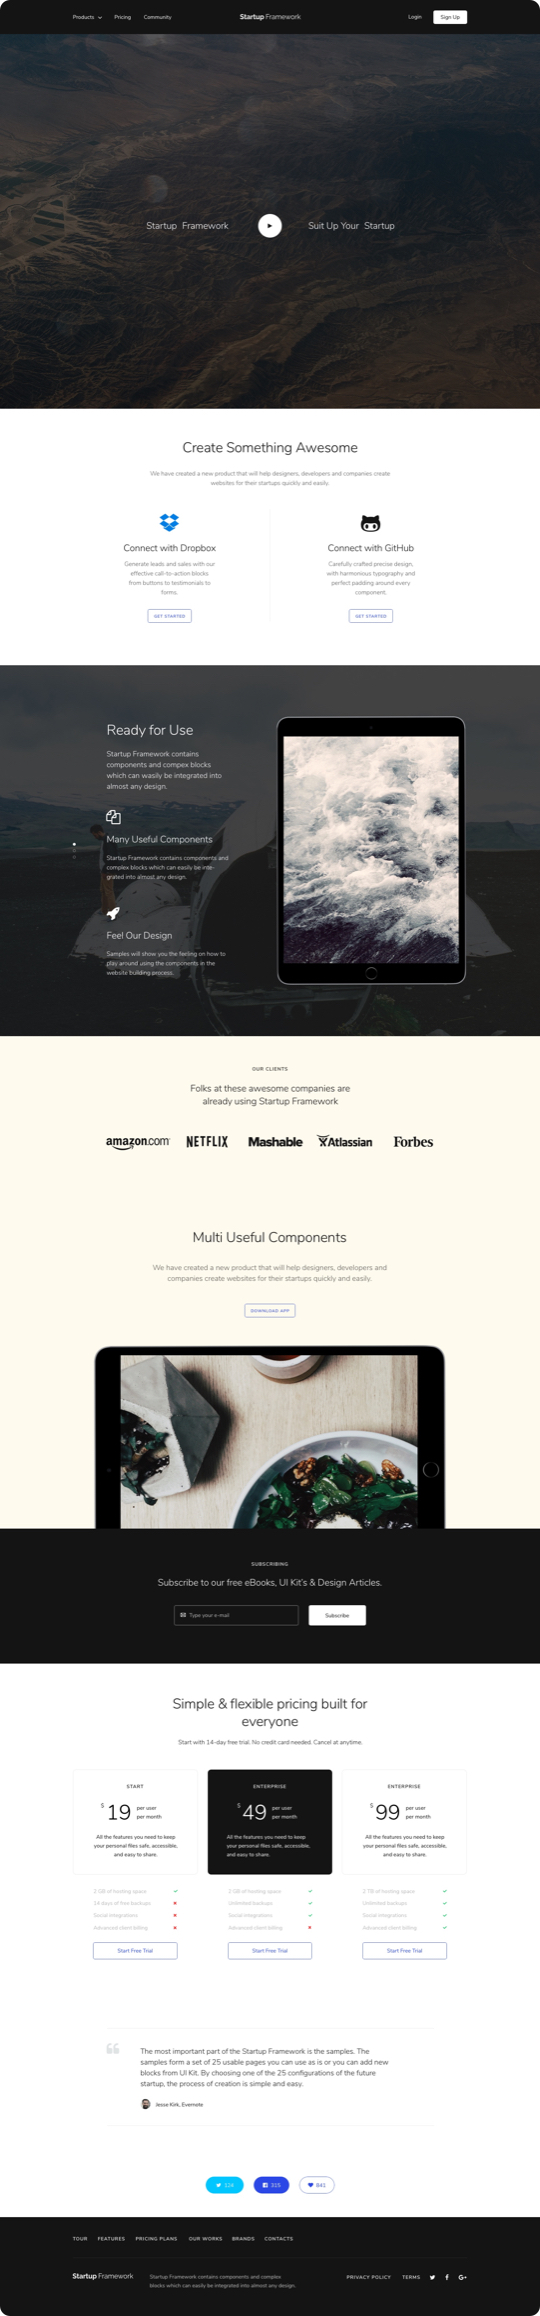 Products Pricing Community Startup Framework Login Sign Up
Startup Framework Suit Up Your Startup
Create Something Awesome
We have created a new product that will help designers, developers and companies create
websites for their startups quickly and easily.
Connect with Dropbox
Generate leads and sales with our
effective call-to-action blocks
from buttons to testimonials to
forms.
GET STARTED
Connect with GitHub
Carefully crafted precise design,
with harmonious typography and
perfect padding around every
component.
GET STARTED
Ready for Use
Startup Framework contains
components and compex blocks
which can wasily be integrated into
almost any design.
Many Useful Components
Startup Framework contains components and
complex blocks which can easily be inte-
grated into almost any design.
Feel Our Design
Samples will show you the feeling on how to
play around using the components in the
website building process
OUR CLIENTS
Folks at these awesome companies are
already using Startup Framework
amazon.com NETFLIX Mashable Atlassian Forbes
Multi Useful Components
We have created a new product that will help designers, developers and
companies create websites for their startups quickly and easily.
DOWNLOAD APP
SUBSCRIBING
Subscribe to our free eBooks, UI Kit's & Design Articles.
Type your e-mail Subscribe
Simple & flexible pricing built for
everyone
Start with 14-day free trial. No credit card needed. Cancel at anytime.
START
$ 19 per user
per month
All the features you need to keep
your personal files safe, accessible,
and easy to share.
2 GB of hosting space
14 days of free backups
Social integrations
Advanced client billing
Start Free Trial
ENTERPRISE
$ 49 per user
per month
All the features you need to keep
your personal files safe, accessible,
and easy to share.
2 GB of hosting space
Unlimited backups
Social integrations
Advanced client billing
Start Free Trial
ENTERPRISE
$ 99 per user
per month
All the features you need to keep
your personal files safe, accessible,
and easy to share.
2 TB of hosting space
Unlimited backups
Social integrations
Advanced client billing
Start Free Trial
The most important part of the Startup Framework is the samples. The
samples form a set of 25 usable pages you can use as is or you can add new
blocks from UI Kit. By choosing one of the 25 configurations of the future
startup, the process of creation is simple and easy.
Jesse Kirk, Evernote
124 315 841
TOUR FEATURES PRICING PLANS OUR WORKS BRANDS CONTACTS
Startup Framework
Startup Framework contains components and complex
blocks which can easily be integrated into almost any design.
PRIVACY POLICY TERMS